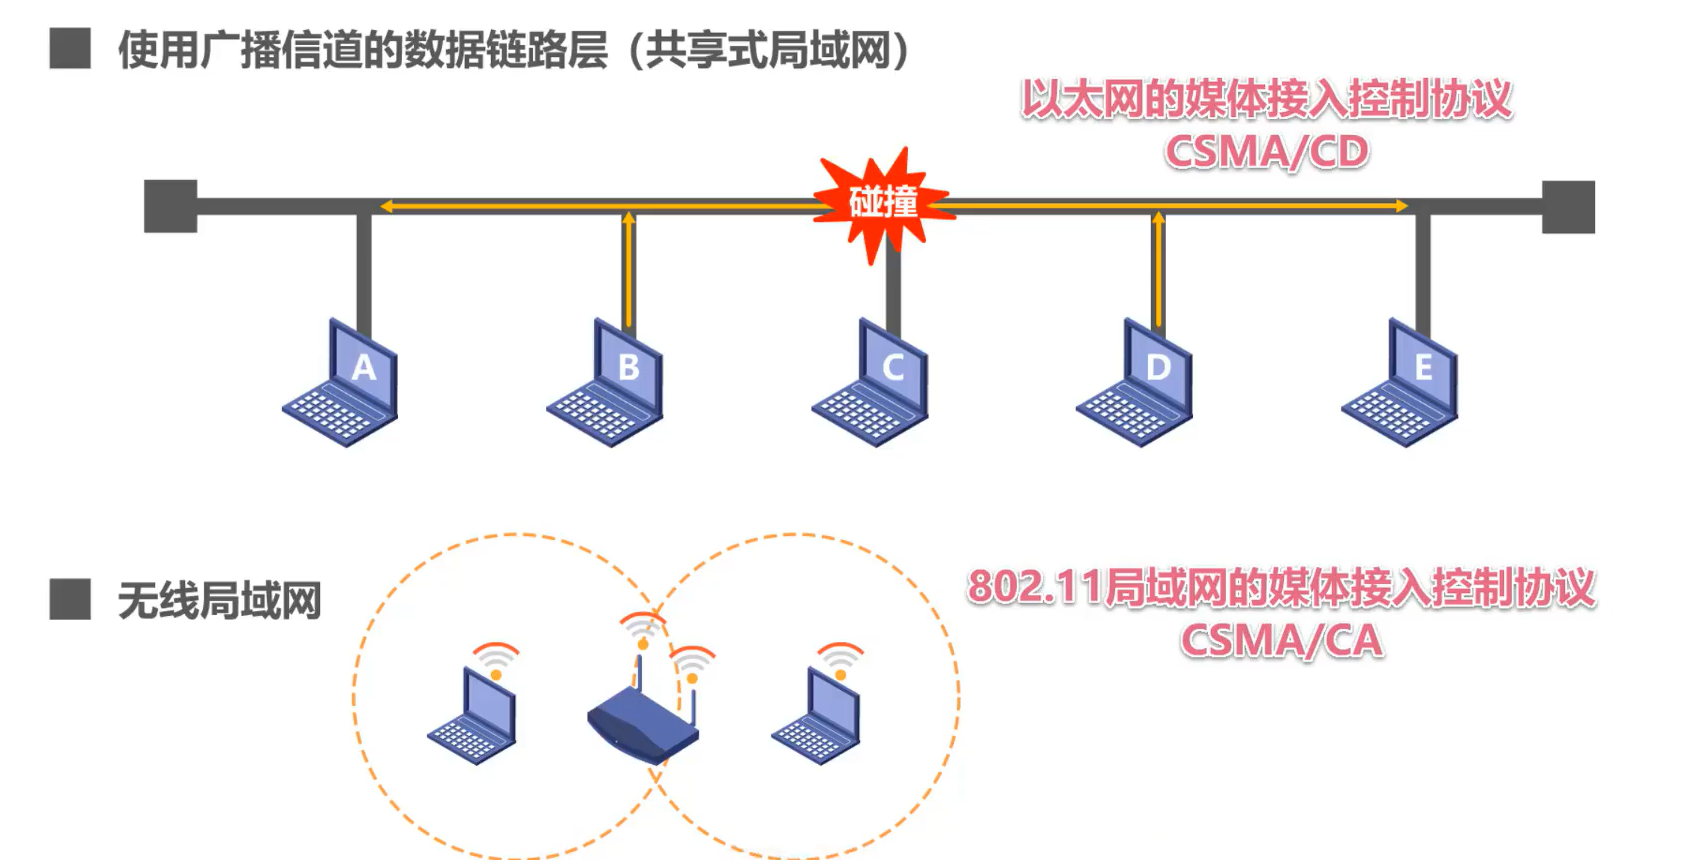 使用广播信道的数据链路层（共享式局域网）
以太网的媒体接入控制协议
CSMA/CD
碰撞
A
B
C
D
E
无线局域网
802.11局域网的媒体接入控制协议
CSMA/CA